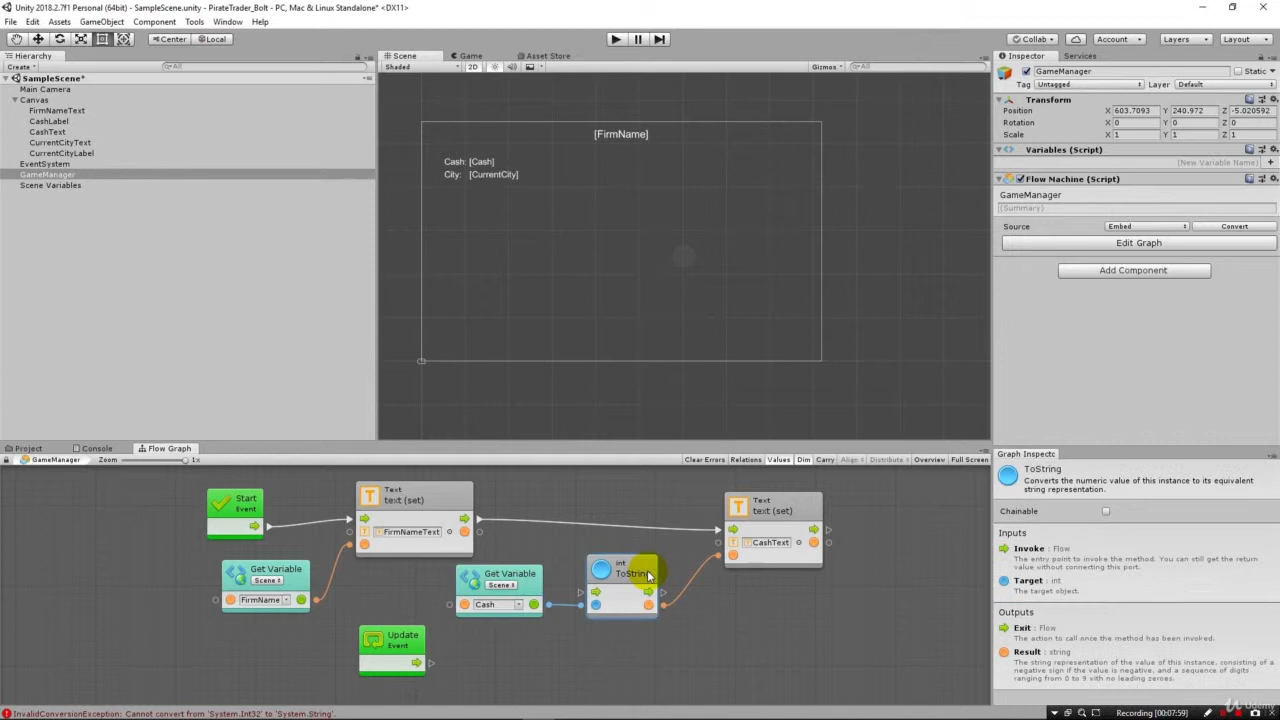 Unity 2018.2.7f1 Personal (64bit) - SampleScene.unity - PirateTrader_Bolt - PC, Mac & Linux Standalone* <DX11>
File Edit Assets GameObject Component Tools Window Help
Center Local Collab Account Layers Layout
Hierarchy Scene Game Asset Store Inspector Services
Create All Shaded 2D Gizmos All GameManager Static
SampleScene* Tag Untagged Layer Default
Main Camera
Canvas
FirmNameText
CashLabel
CashText
CurrentCityText
CurrentCityLabel
EventSystem
GameManager
Scene Variables
[FirmName]
Cash: [Cash]
City: [CurrentCity]
Transform
Position X 603.7093 Y 240.972 Z -5.020592
Rotation X 0 Y 0 Z 0
Scale X 1 Y 1 Z 1
Variables (Script)
(New Variable Name) +
Flow Machine (Script)
GameManager
(Summary)
Source Embed Convert
Edit Graph
Add Component
Project Console Flow Graph
GameManager Zoom 1x Clear Errors Relations Values Dim Carry Align Distribute Overview Full Screen
Start
Event
Text
text (set)
FirmNameText
Get Variable
Scene
FirmName
Get Variable
Scene
Cash
int
ToString
Text
text (set)
CashText
Update
Event
Graph Inspecto
ToString
Converts the numeric value of this instance to its equivalent
string representation.
Chainable
Inputs
Invoke: Flow
The entry point to invoke the method. You can still get the return
value without connecting this port.
Target: int
The target object.
Outputs
Exit: Flow
The action to call once the method has been invoked.
Result: string
The string representation of the value of this instance, consisting of a
negative sign if the value is negative, and a sequence of digits
ranging from 0 to 9 with no leading zeroes.
InvalidConversionException: Cannot convert from 'System.Int32' to 'System.String'.
Recording [00:07:59]
Udemy